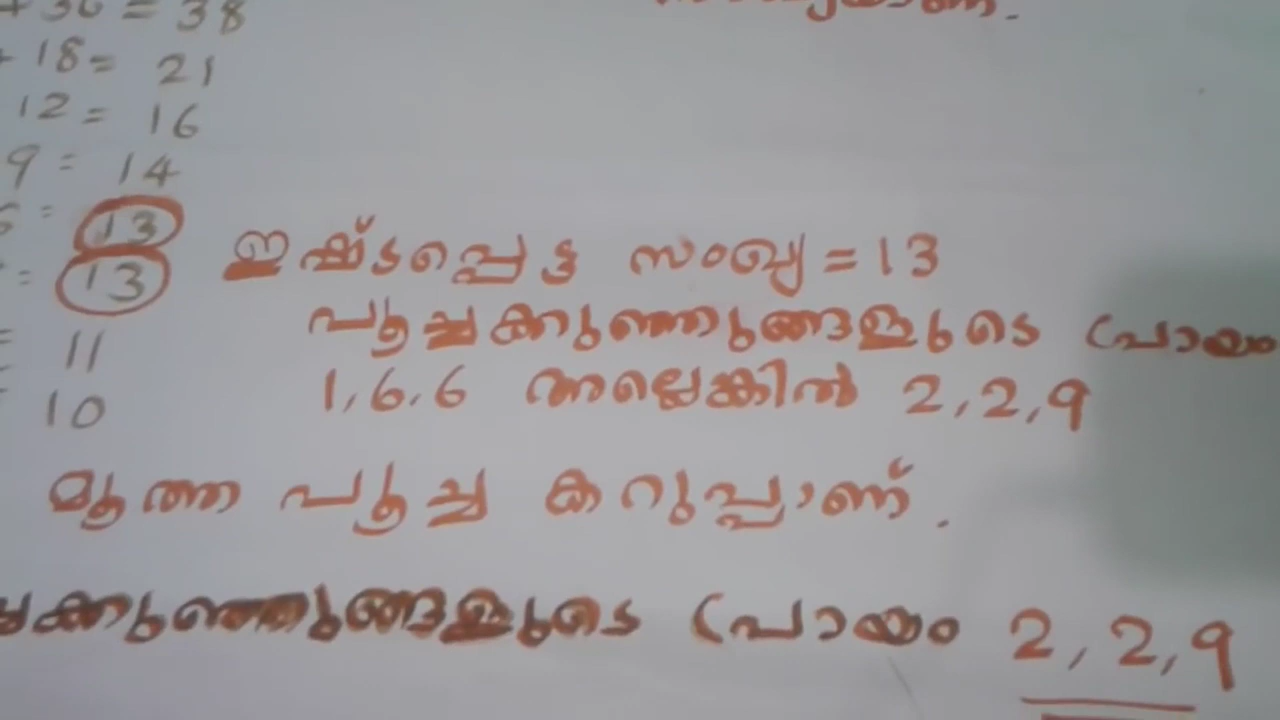 + 36 = 38
+ 18 = 21
12 = 16
9 = 14
= 13
= 13
ഇഷ്ടപ്പെട്ട സംഖ്യ = 13
പൂച്ചക്കുഞ്ഞുങ്ങളുടെ പ്രായം
= 11
1, 6, 6 അല്ലെങ്കിൽ 2, 2, 9
10
മൂത്ത പൂച്ച കറുപ്പാണ്.
ച്ചക്കുഞ്ഞുങ്ങളുടെ പ്രായം 2, 2, 9